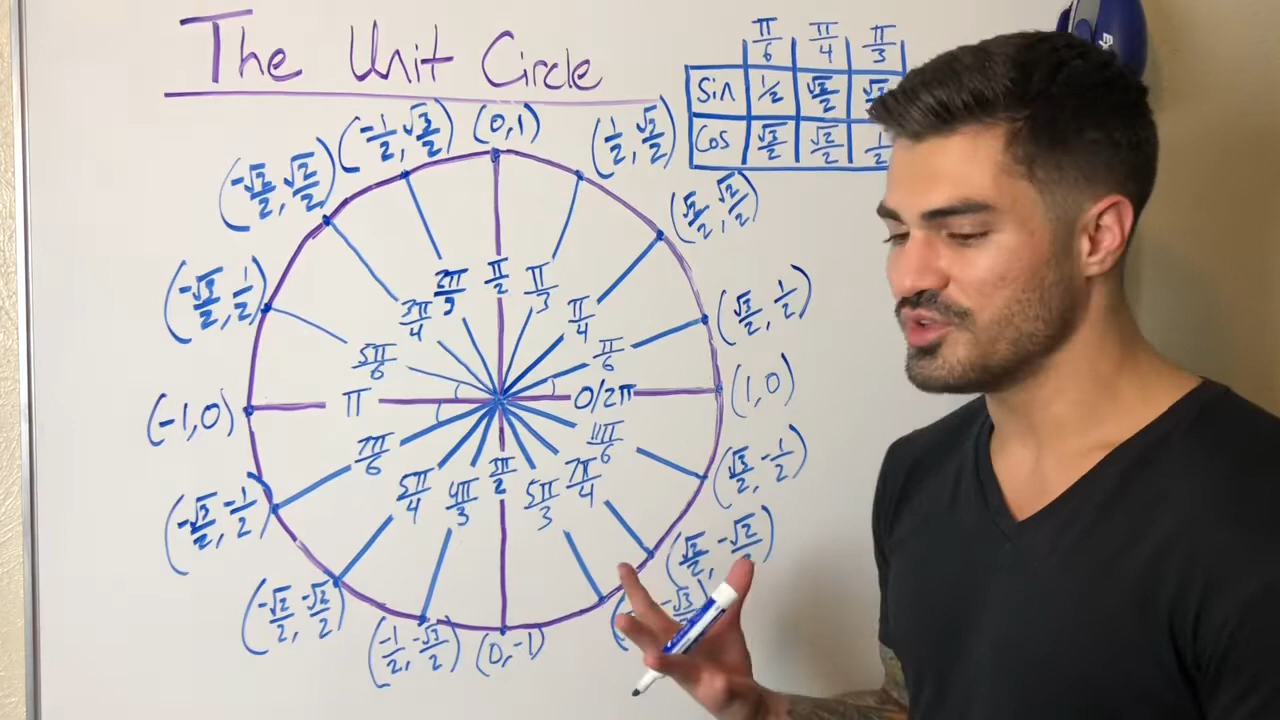 The Unit Circle
π/6 π/4 π/3
Sin 1/2 √2/2
Cos √3/2 √2/2 1/2
(-1/2, √3/2) (0,1) (1/2, √3/2)
(-√2/2, √2/2) (√2/2, √2/2)
(-√3/2, 1/2) (√3/2, 1/2)
3π/4 2π/3 π/2 π/3 π/4
5π/6 π/6
(-1,0) π 0/2π (1,0)
7π/6 11π/6
5π/4 4π/3 3π/2 5π/3 7π/4
(-√3/2, -1/2) (√3/2, -1/2)
(-√2/2, -√2/2) (√2/2, -√2/
(-1/2, -√3/2) (0,-1) -√3/